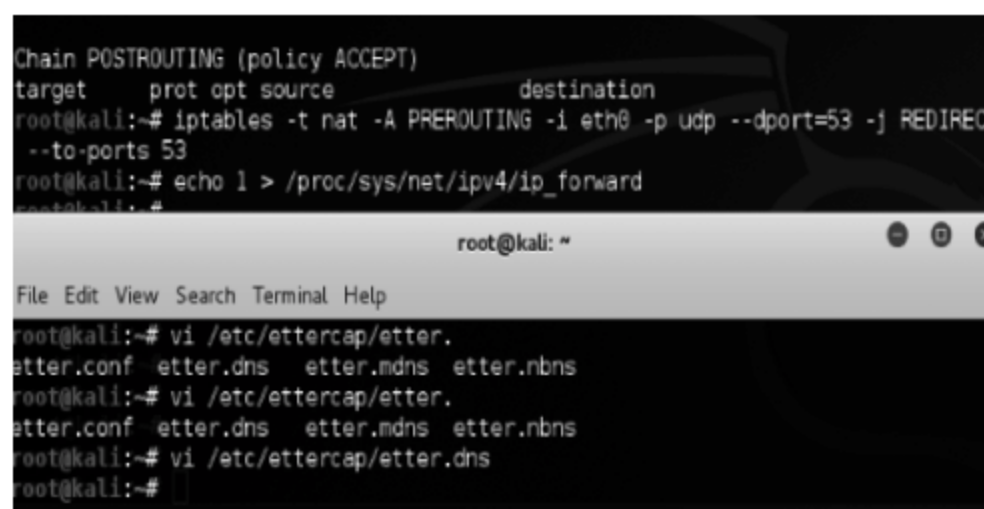 Chain POSTROUTING (policy ACCEPT)
target prot opt source destination
root@kali:~# iptables -t nat -A PREROUTING -i eth0 -p udp --dport=53 -j REDIREC
--to-ports 53
root@kali:~# echo 1 > /proc/sys/net/ipv4/ip_forward
root@kali:~#
root@kali: ~
File Edit View Search Terminal Help
root@kali:~# vi /etc/ettercap/etter.
etter.conf etter.dns etter.mdns etter.nbns
root@kali:~# vi /etc/ettercap/etter.
etter.conf etter.dns etter.mdns etter.nbns
root@kali:~# vi /etc/ettercap/etter.dns
root@kali:~#